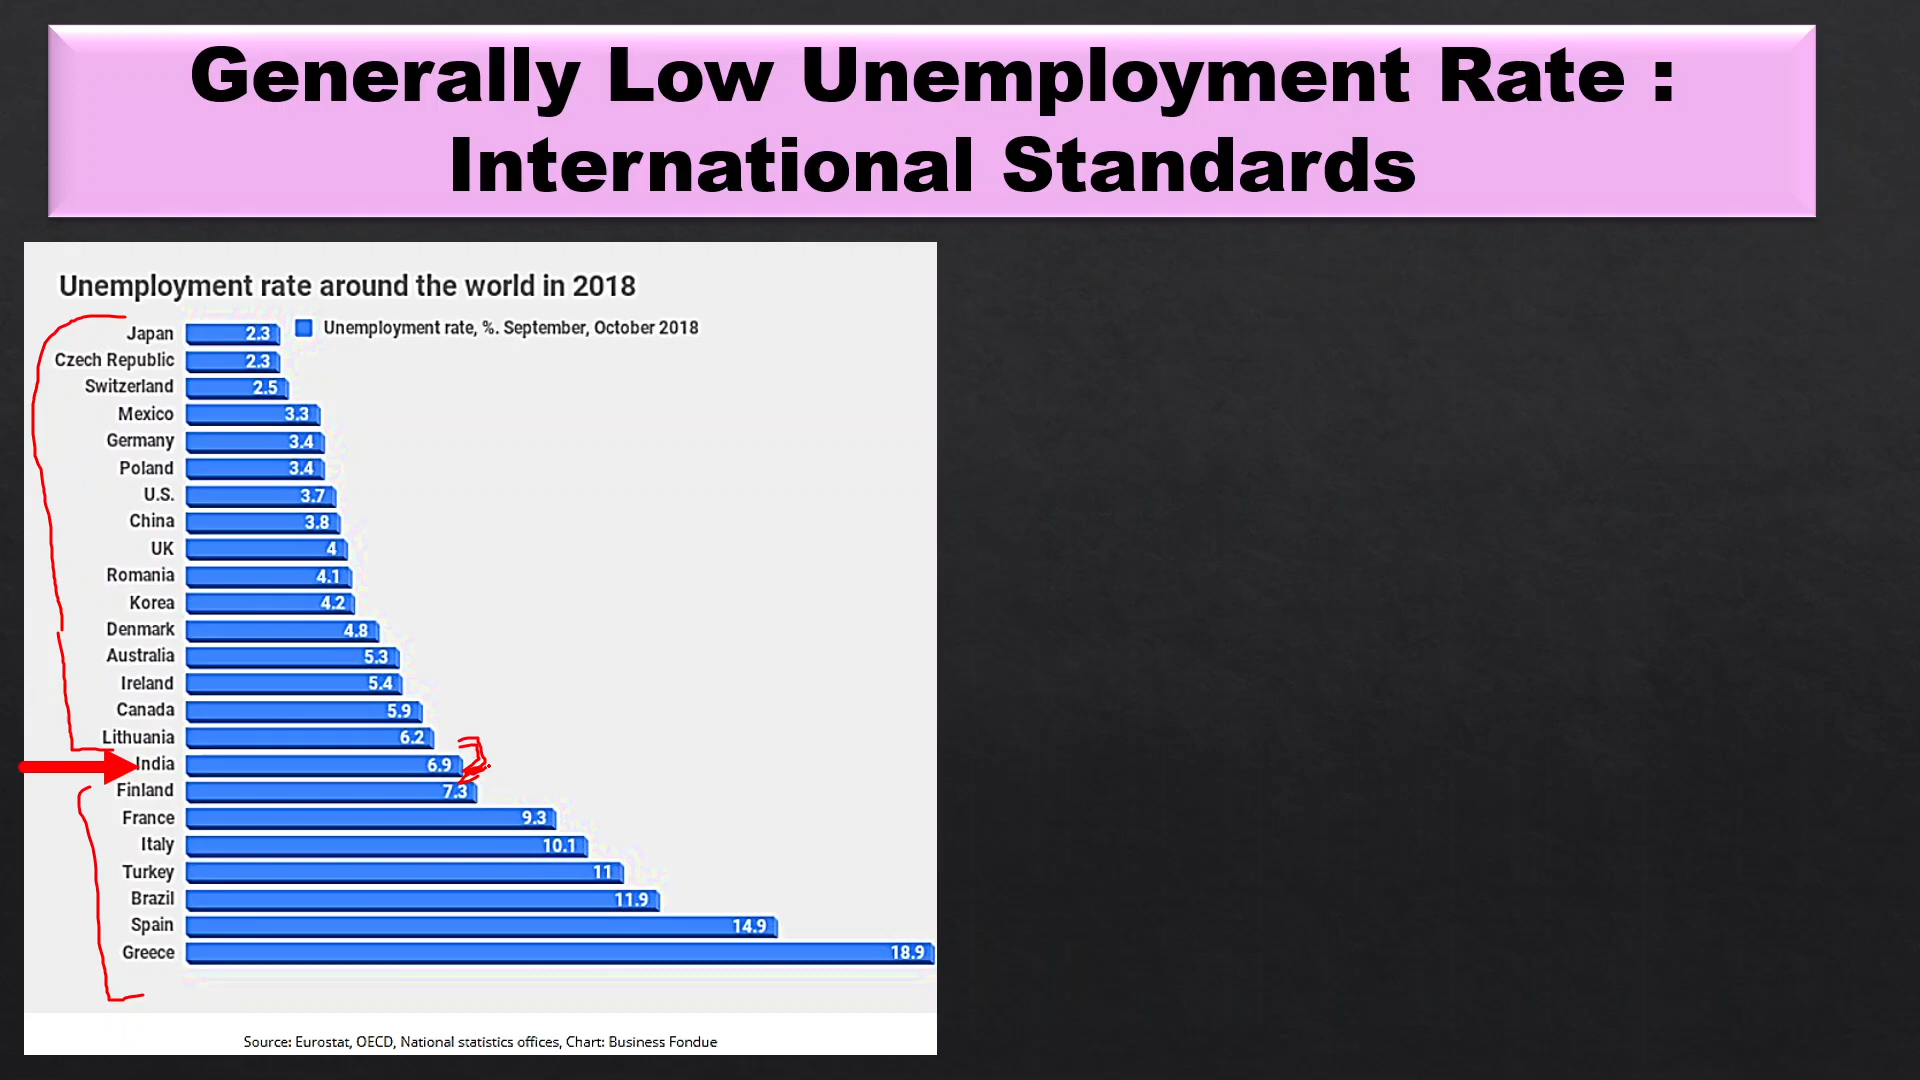 Generally Low Unemployment Rate :
International Standards
Unemployment rate around the world in 2018
Unemployment rate, %. September, October 2018
Japan 2.3
Czech Republic 2.3
Switzerland 2.5
Mexico 3.3
Germany 3.4
Poland 3.4
U.S. 3.7
China 3.8
UK 4
Romania 4.1
Korea 4.2
Denmark 4.8
Australia 5.3
Ireland 5.4
Canada 5.9
Lithuania 6.2
India 6.9
Finland 7.3
France 9.3
Italy 10.1
Turkey 11
Brazil 11.9
Spain 14.9
Greece 18.9
Source: Eurostat, OECD, National statistics offices, Chart: Business Fondue